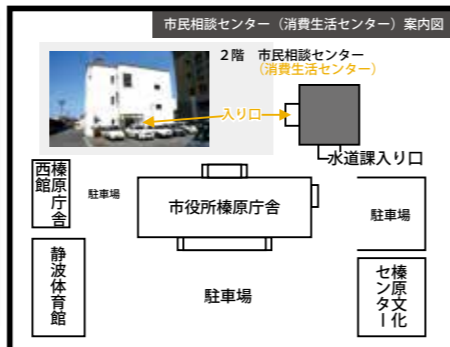 市民相談センター（消費生活センター）案内図
２階　市民相談センター
（消費生活センター）
入り口
水道課入り口
榛原庁舎
西館
駐車場
市役所榛原庁舎
駐車場
静波体育館
駐車場
榛原文化
センター